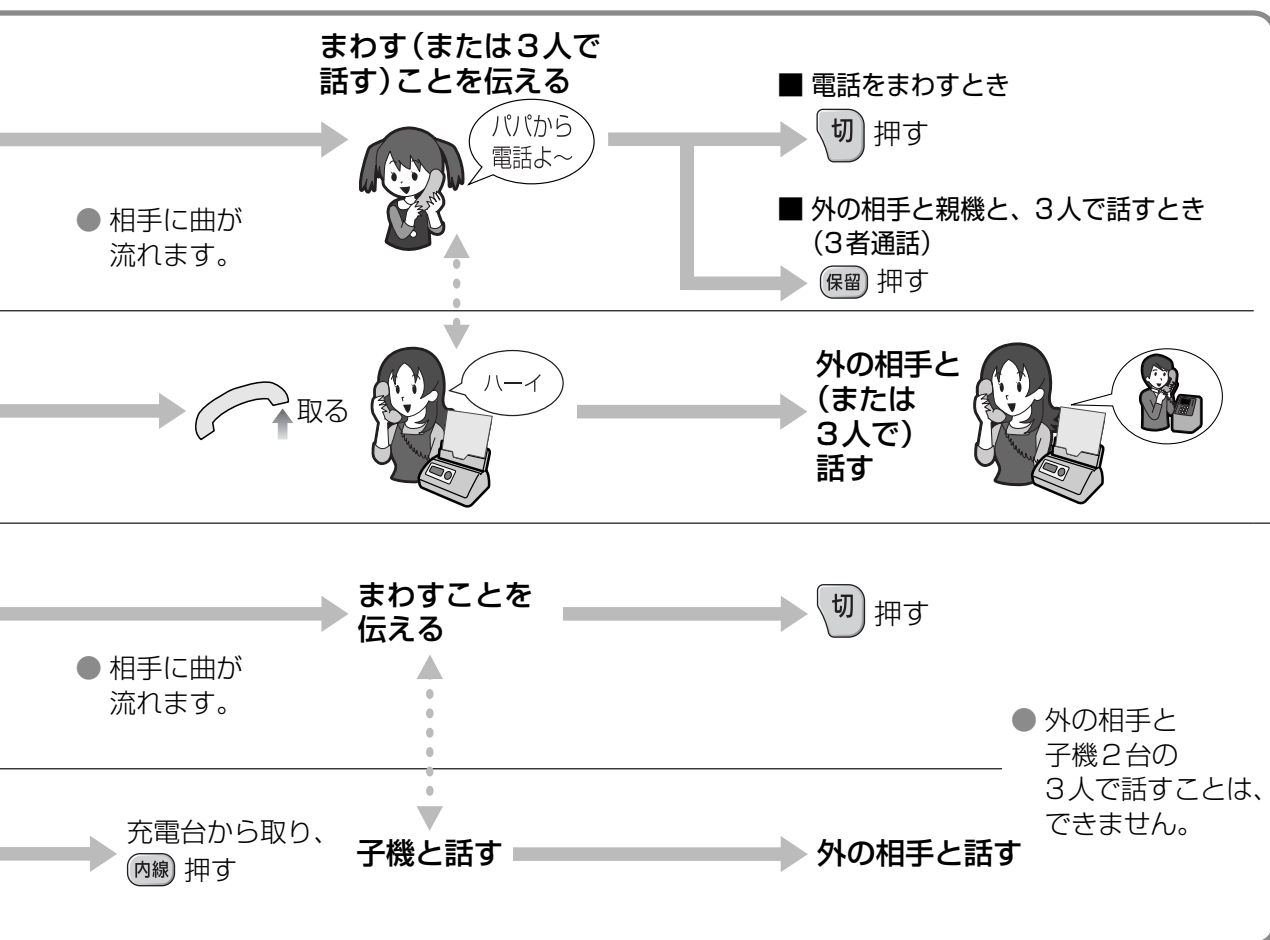 まわす(または3人で
話す)ことを伝える
パパから
電話よ～
● 相手に曲が
流れます。
■ 電話をまわすとき
切 押す
■ 外の相手と親機と、3人で話すとき
(3者通話)
保留 押す
取る
ハーイ
外の相手と
(または
3人で)
話す
● 相手に曲が
流れます。
まわすことを
伝える
切 押す
● 外の相手と
子機2台の
3人で話すことは、
できません。
充電台から取り、
内線 押す
子機と話す
外の相手と話す